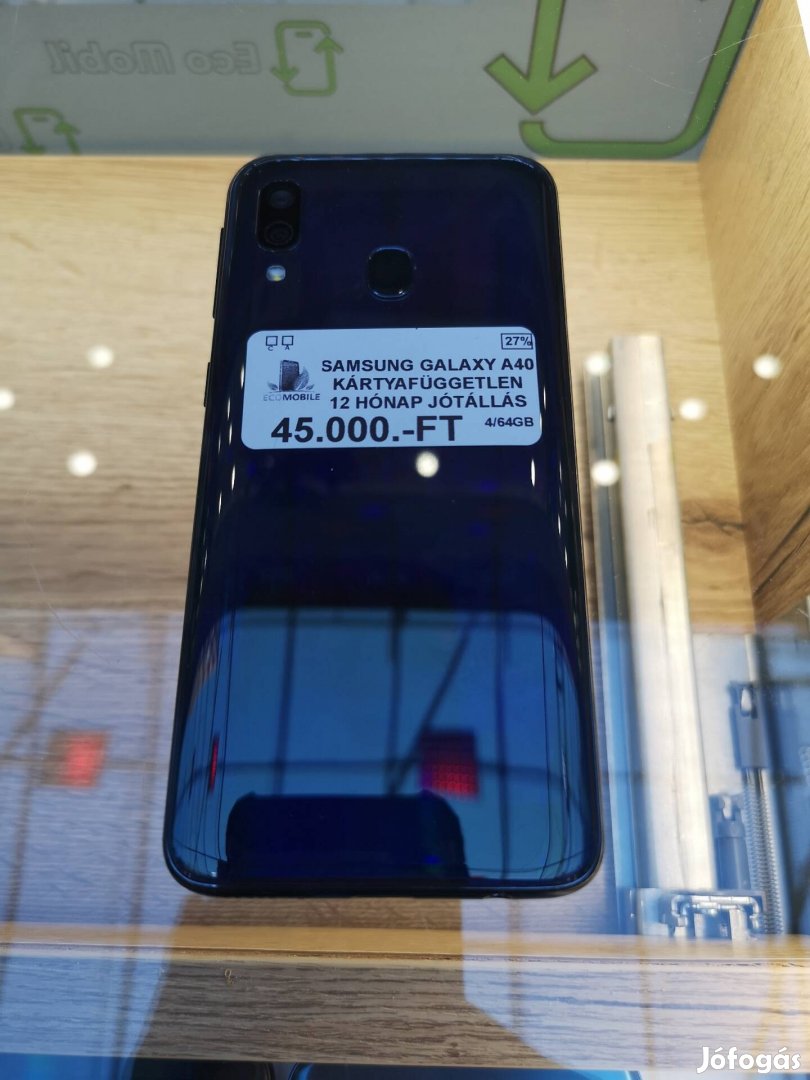 Eco Mobil
C A
27%
SAMSUNG GALAXY A40
KÁRTYAFÜGGETLEN
ECOMOBILE
12 HÓNAP JÓTÁLLÁS
45.000.-FT
4/64GB
Jófogás